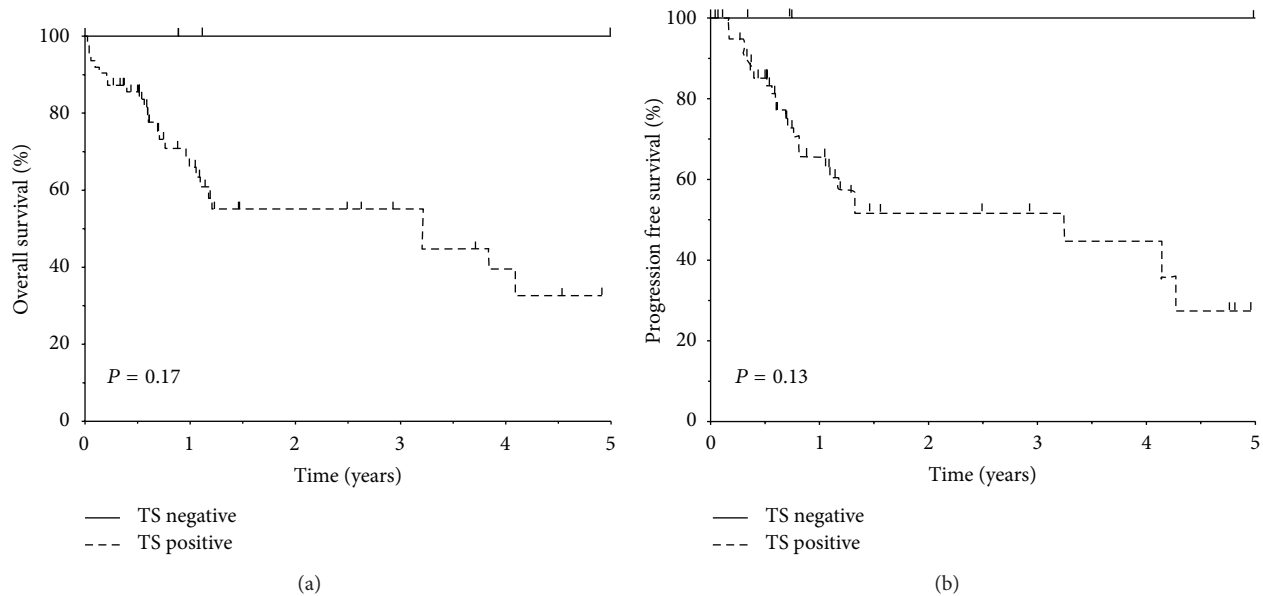 100
80
60
40
20
0
Overall survival (%)
P = 0.17
0 1 2 3 4 5
Time (years)
TS negative
TS positive
(a)
100
80
60
40
20
0
Progression free survival (%)
P = 0.13
0 1 2 3 4 5
Time (years)
TS negative
TS positive
(b)